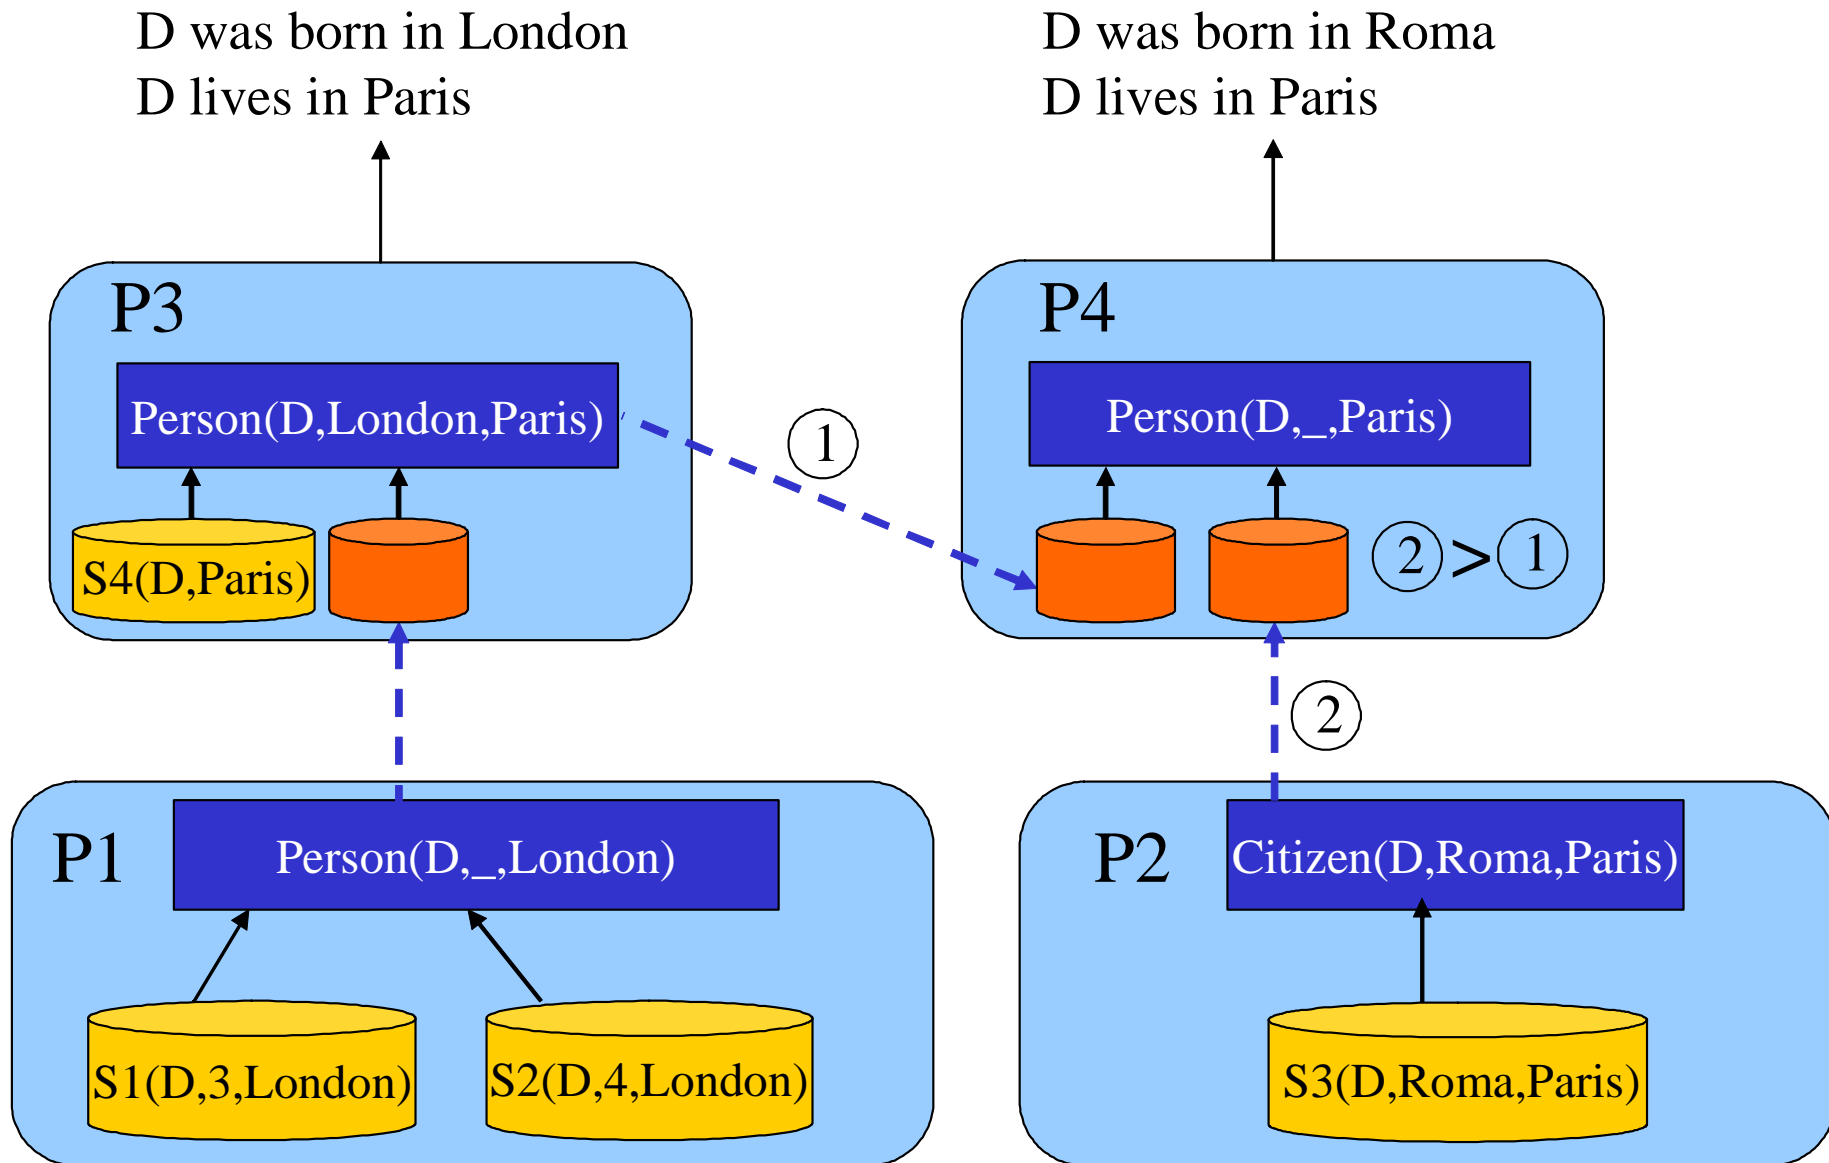 D was born in London
D lives in Paris
D was born in Roma
D lives in Paris
P3
Person(D,London,Paris)
S4(D,Paris)
1
P4
Person(D,_,Paris)
2 > 1
2
P1
Person(D,_,London)
S1(D,3,London)
S2(D,4,London)
P2
Citizen(D,Roma,Paris)
S3(D,Roma,Paris)